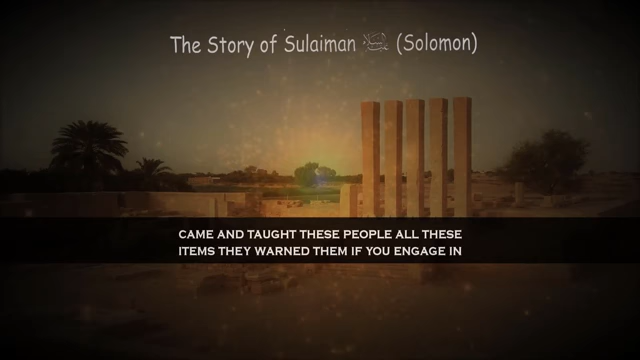 The Story of Sulaiman (Solomon)
CAME AND TAUGHT THESE PEOPLE ALL THESE
ITEMS THEY WARNED THEM IF YOU ENGAGE IN